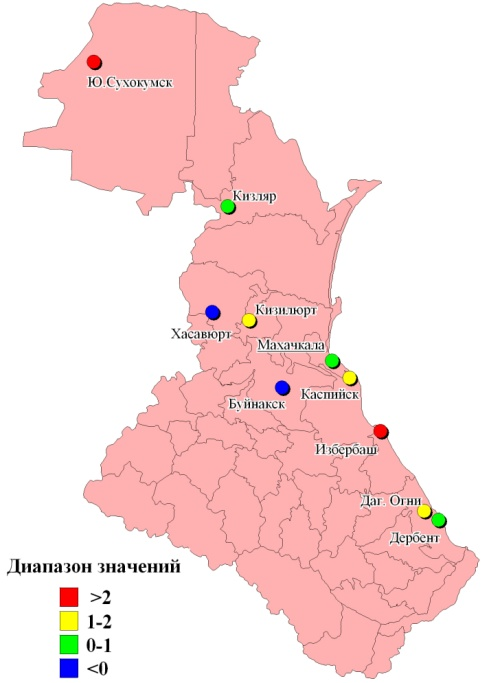 Ю.Сухокумск
Кизляр
Кизилюрт
Хасавюрт
Махачкала
Каспийск
Буйнакск
Избербаш
Даг. Огни
Дербент
Диапазон значений
>2
1-2
0-1
<0